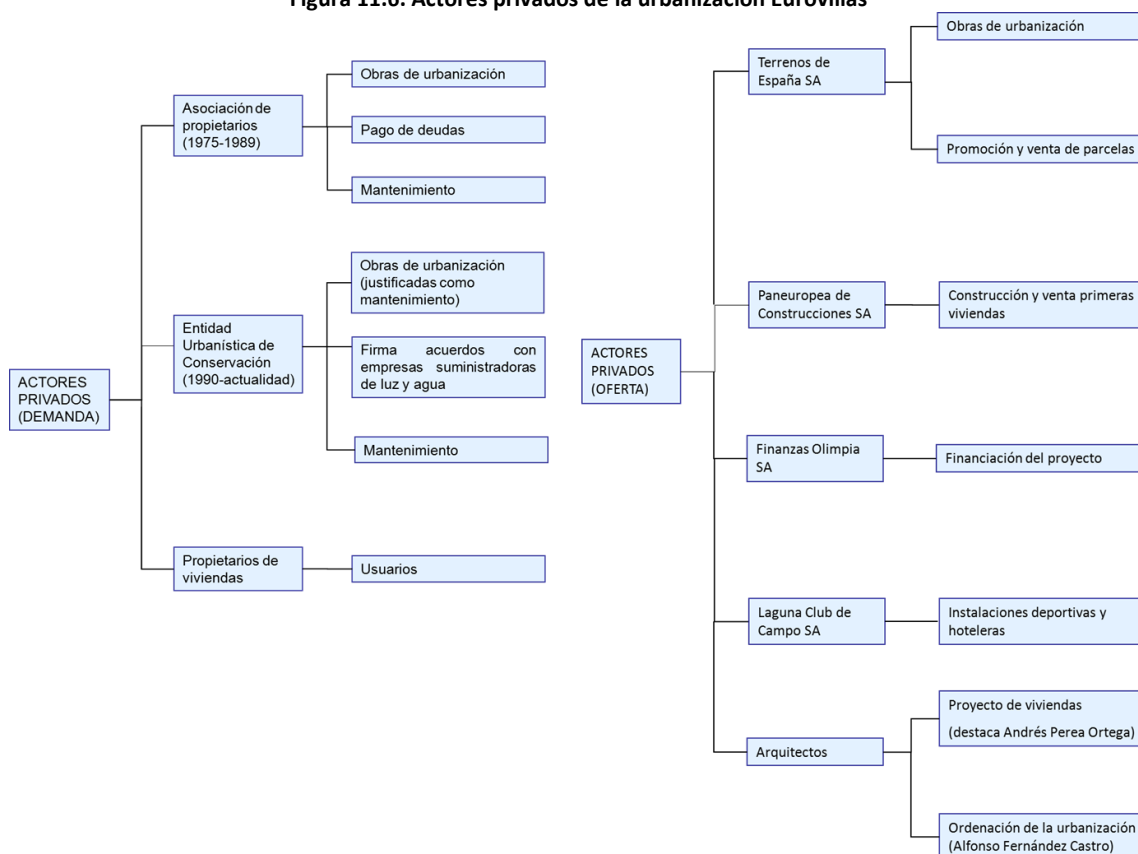 Figura 11.6. Actores privados de la urbanización Eurovillas
ACTORES
PRIVADOS
(DEMANDA)
Asociación de
propietarios
(1975-1989)
Obras de urbanización
Pago de deudas
Mantenimiento
Entidad
Urbanística de
Conservación
(1990-actualidad)
Obras de urbanización
(justificadas como
mantenimiento)
Firma acuerdos con
empresas suministradoras
de luz y agua
Mantenimiento
Propietarios de
viviendas
Usuarios
ACTORES
PRIVADOS
(OFERTA)
Terrenos de
España SA
Obras de urbanización
Promoción y venta de parcelas
Paneuropea de
Construcciones SA
Construcción y venta primeras
viviendas
Finanzas Olimpia
SA
Financiación del proyecto
Laguna Club de
Campo SA
Instalaciones deportivas y
hoteleras
Arquitectos
Proyecto de viviendas
(destaca Andrés Perea Ortega)
Ordenación de la urbanización
(Alfonso Fernández Castro)